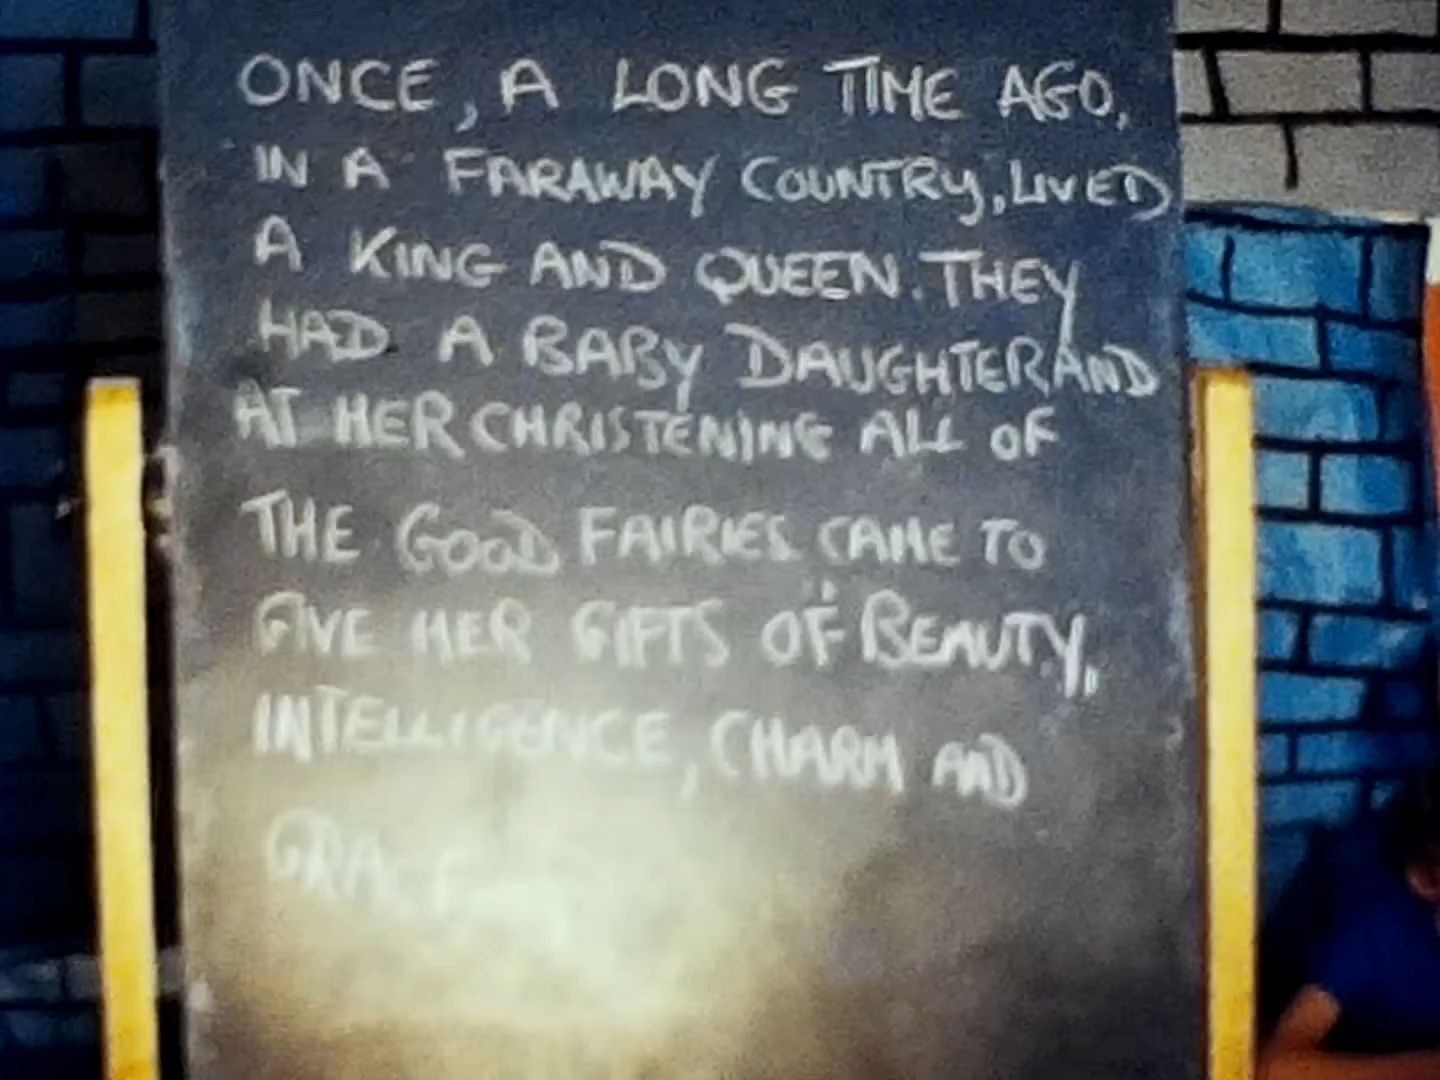 ONCE, A LONG TIME AGO,
IN A FARAWAY COUNTRY, LIVED
A KING AND QUEEN. THEY
HAD A BABY DAUGHTER AND
AT HER CHRISTENING ALL OF
THE GOOD FAIRIES CAME TO
GIVE HER GIFTS OF BEAUTY,
INTELLIGENCE, CHARM AND
GRACE